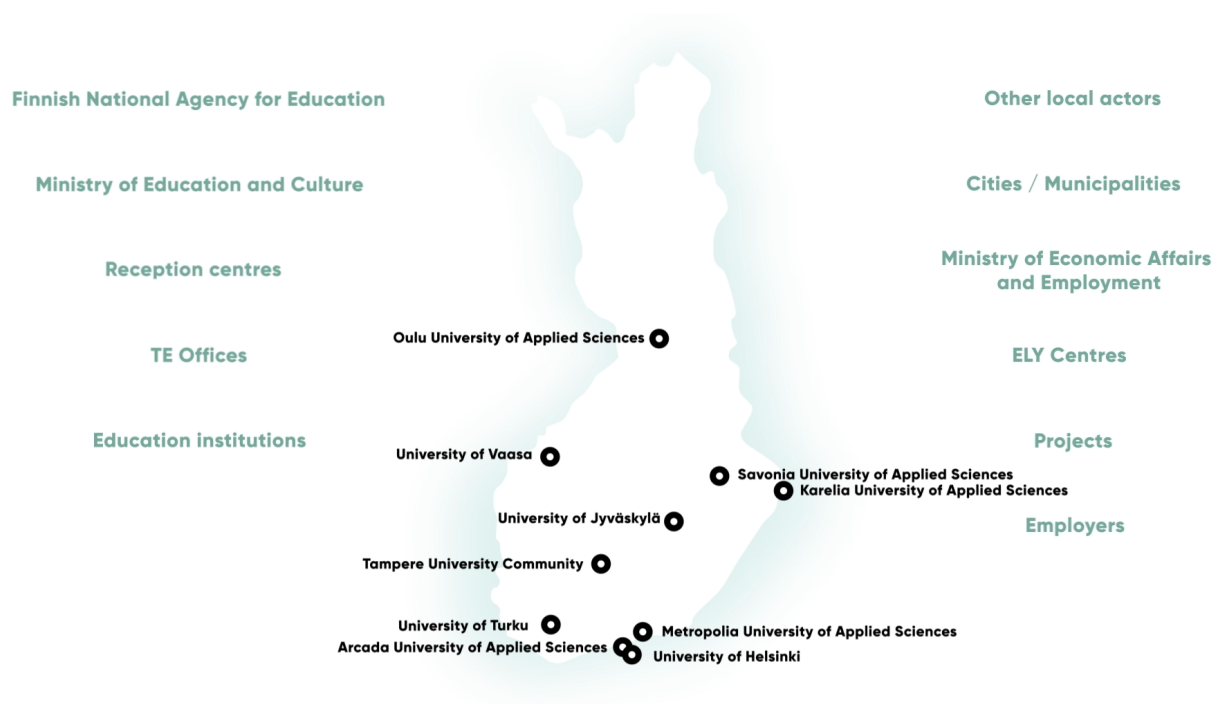 Finnish National Agency for Education
Ministry of Education and Culture
Reception centres
TE Offices
Education institutions
Other local actors
Cities / Municipalities
Ministry of Economic Affairs
and Employment
ELY Centres
Projects
Employers
Oulu University of Applied Sciences
University of Vaasa
Savonia University of Applied Sciences
Karelia University of Applied Sciences
University of Jyväskylä
Tampere University Community
University of Turku
Metropolia University of Applied Sciences
Arcada University of Applied Sciences
University of Helsinki